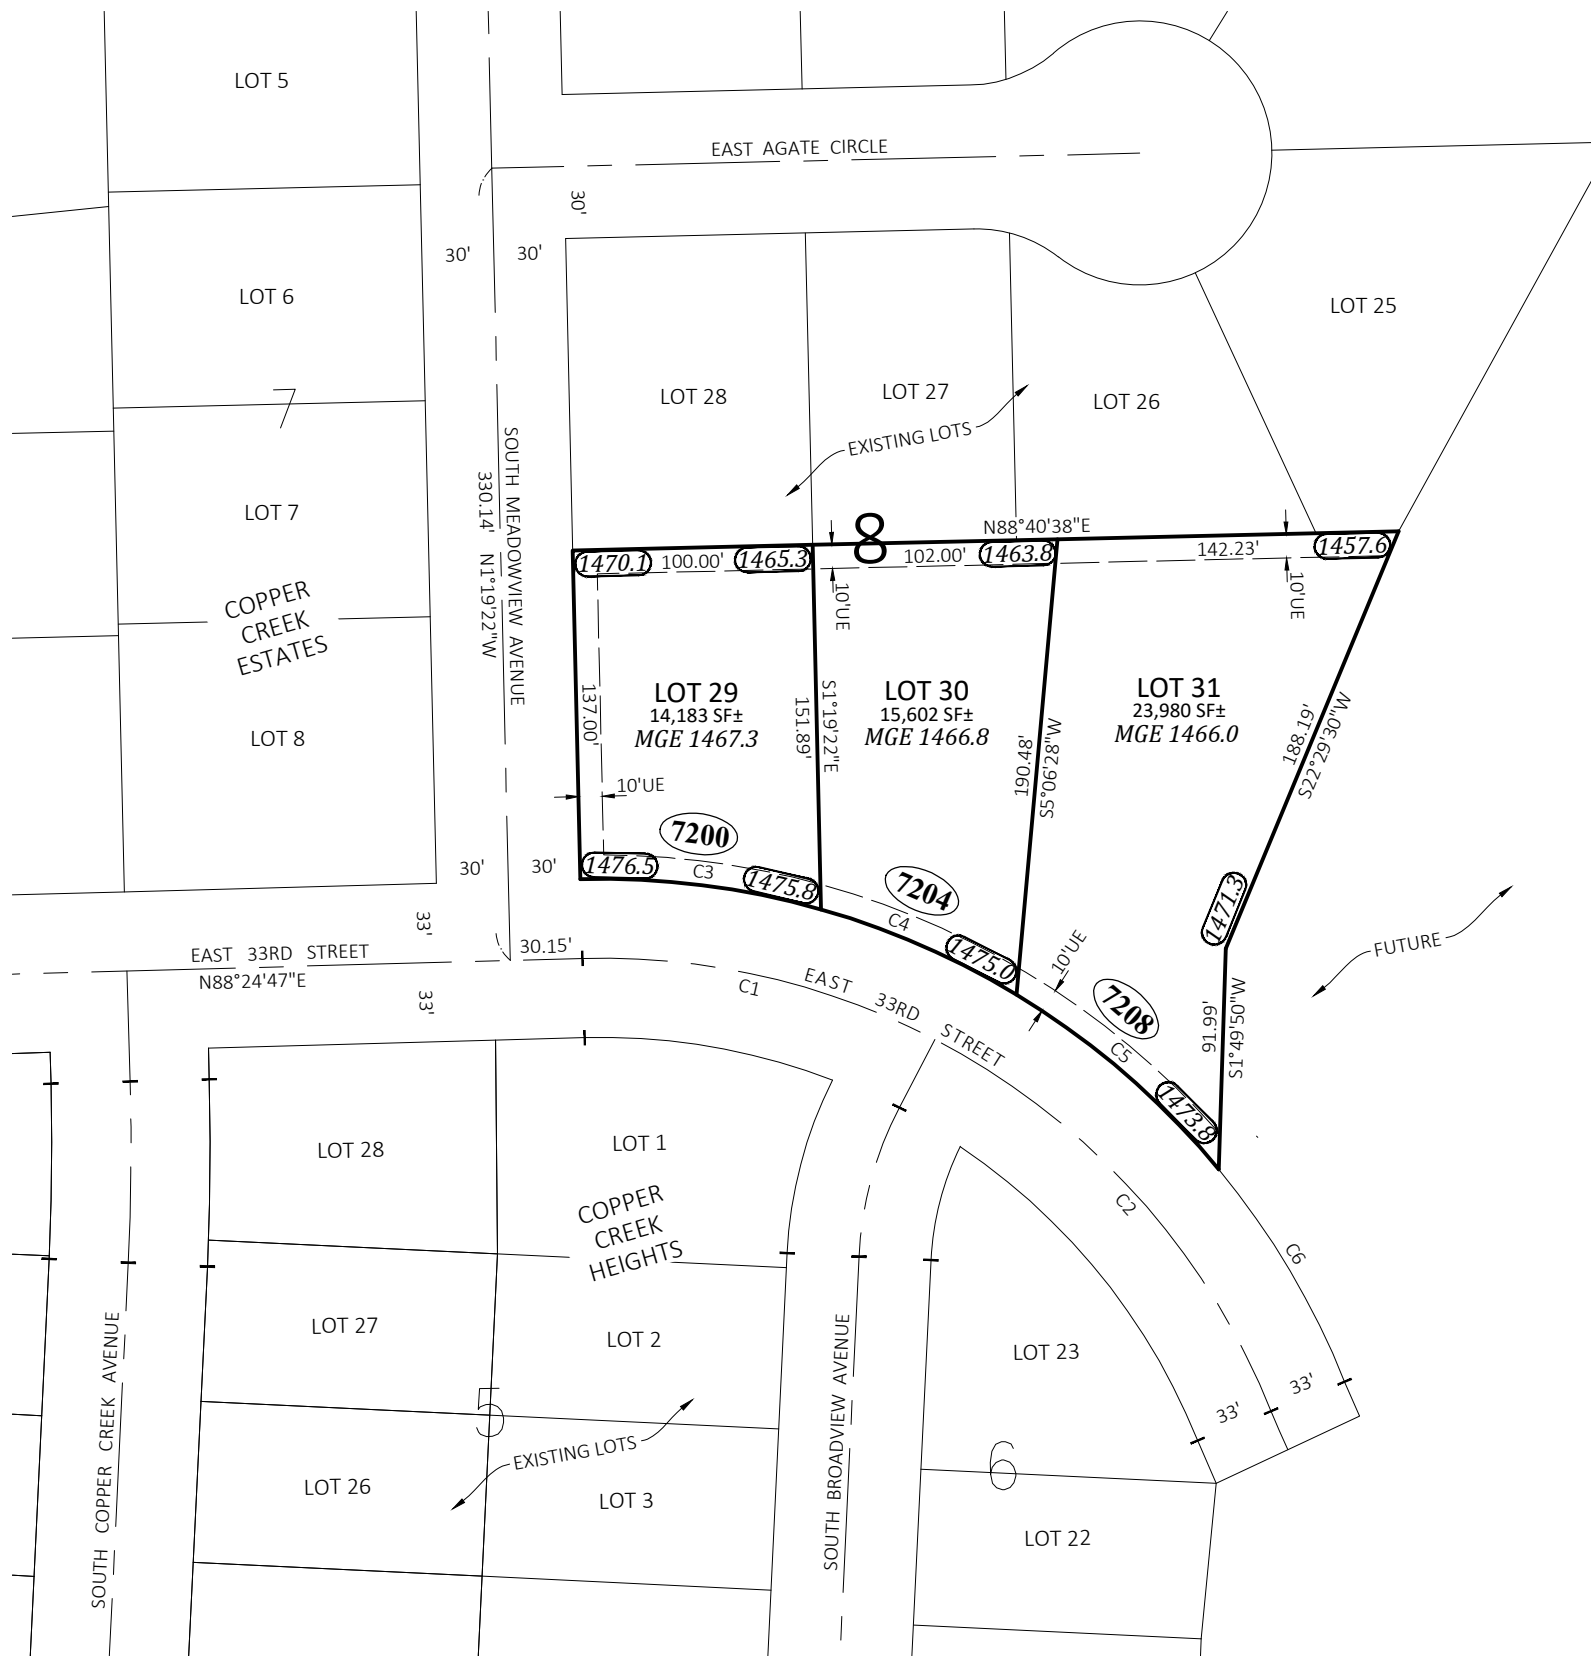 LOT 5
EAST AGATE CIRCLE
30'
30'
30'
LOT 6
LOT 25
7
LOT 28
LOT 27
LOT 26
EXISTING LOTS
LOT 7
SOUTH MEADOWVIEW AVENUE
330.14' N1°19'22"W
8
N88°40'38"E
1470.1
100.00'
1465.3
102.00'
1463.8
142.23'
1457.6
10'UE
10'UE
COPPER
CREEK
ESTATES
LOT 8
137.00'
LOT 29
14,183 SF±
MGE 1467.3
151.89'
S1°19'22"E
LOT 30
15,602 SF±
MGE 1466.8
190.48'
S5°06'28"W
LOT 31
23,980 SF±
MGE 1466.0
188.19'
S22°29'30"W
10'UE
7200
30'
30'
1476.5
C3
1475.8
7204
C4
1475.0
10'UE
7208
C5
1473.8
1471.3
91.99'
S1°49'50"W
FUTURE
33'
EAST 33RD STREET
N88°24'47"E
33'
30.15'
C1
EAST 33RD STREET
C2
C6
LOT 28
LOT 1
COPPER
CREEK
HEIGHTS
LOT 27
LOT 2
LOT 23
5
EXISTING LOTS
33'
33'
6
LOT 26
LOT 3
LOT 22
SOUTH COPPER CREEK AVENUE
SOUTH BROADVIEW AVENUE